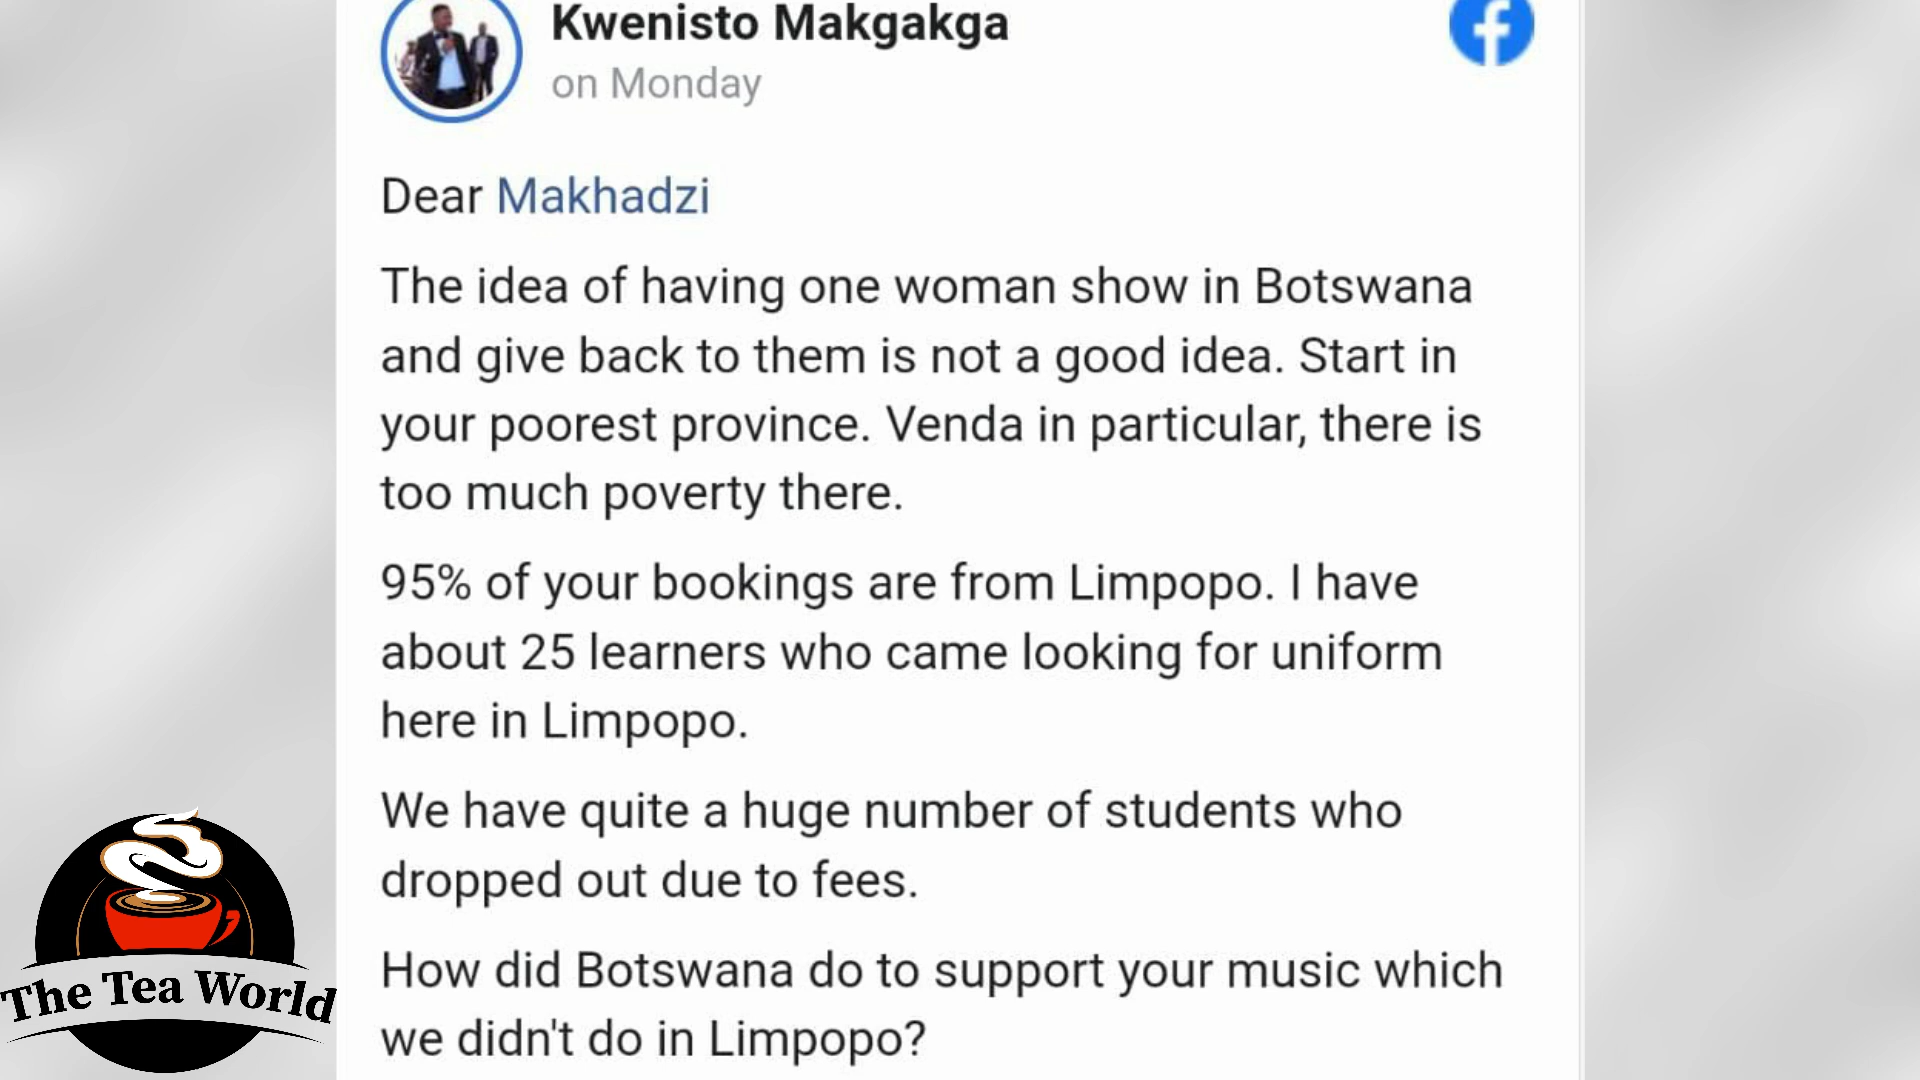 Kwenisto Makgakga
on Monday
Dear Makhadzi
The idea of having one woman show in Botswana
and give back to them is not a good idea. Start in
your poorest province. Venda in particular, there is
too much poverty there.
95% of your bookings are from Limpopo. I have
about 25 learners who came looking for uniform
here in Limpopo.
We have quite a huge number of students who
dropped out due to fees.
How did Botswana do to support your music which
we didn't do in Limpopo?
The Tea World